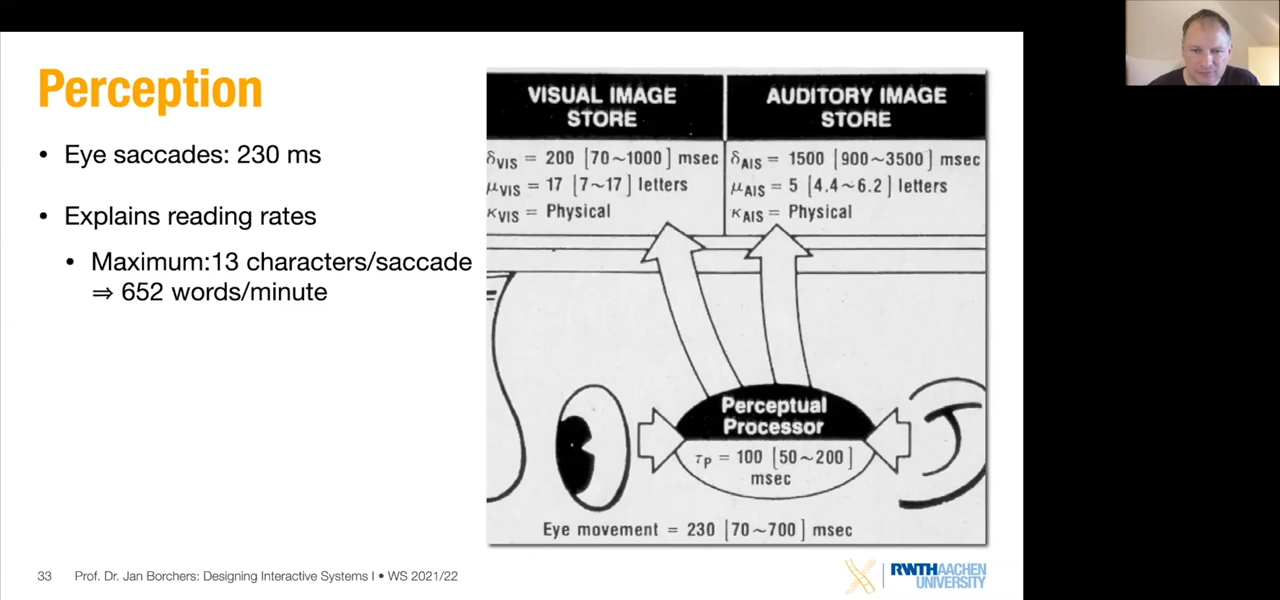 Perception
• Eye saccades: 230 ms
• Explains reading rates
• Maximum:13 characters/saccade
⇒ 652 words/minute
VISUAL IMAGE
STORE
δVIS = 200 [70~1000] msec
μVIS = 17 [7~17] letters
κVIS = Physical
AUDITORY IMAGE
STORE
δAIS = 1500 [900~3500] msec
μAIS = 5 [4.4~6.2] letters
κAIS = Physical
Perceptual
Processor
τP = 100 [50~200]
msec
Eye movement = 230 [70~700] msec
33 Prof. Dr. Jan Borchers: Designing Interactive Systems I • WS 2021/22
RWTHAACHEN
UNIVERSITY